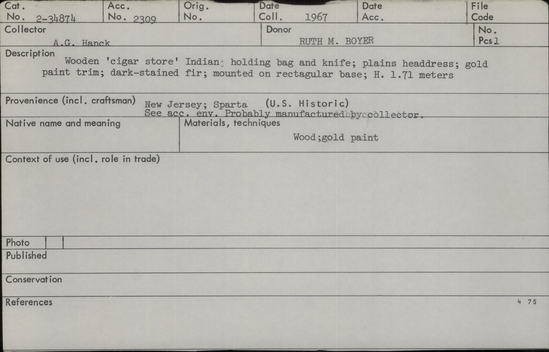 Cat. No. 2-34874 Acc. No. 2309 Orig. No. Date Coll. 1967 Date Acc. File Code
Collector A.G. Hanck Donor RUTH M. BOYER No. Pcs 1
Description
Wooden 'cigar store' Indian; holding bag and knife; plains headdress; gold
paint trim; dark-stained fir; mounted on rectagular base; H. 1.71 meters
Provenience (incl. craftsman) New Jersey; Sparta (U.S. Historic)
See acc. env. Probably manufactured by collector.
Native name and meaning Materials, techniques
Wood;gold paint
Context of use (incl. role in trade)
Photo
Published
Conservation
References 4 75